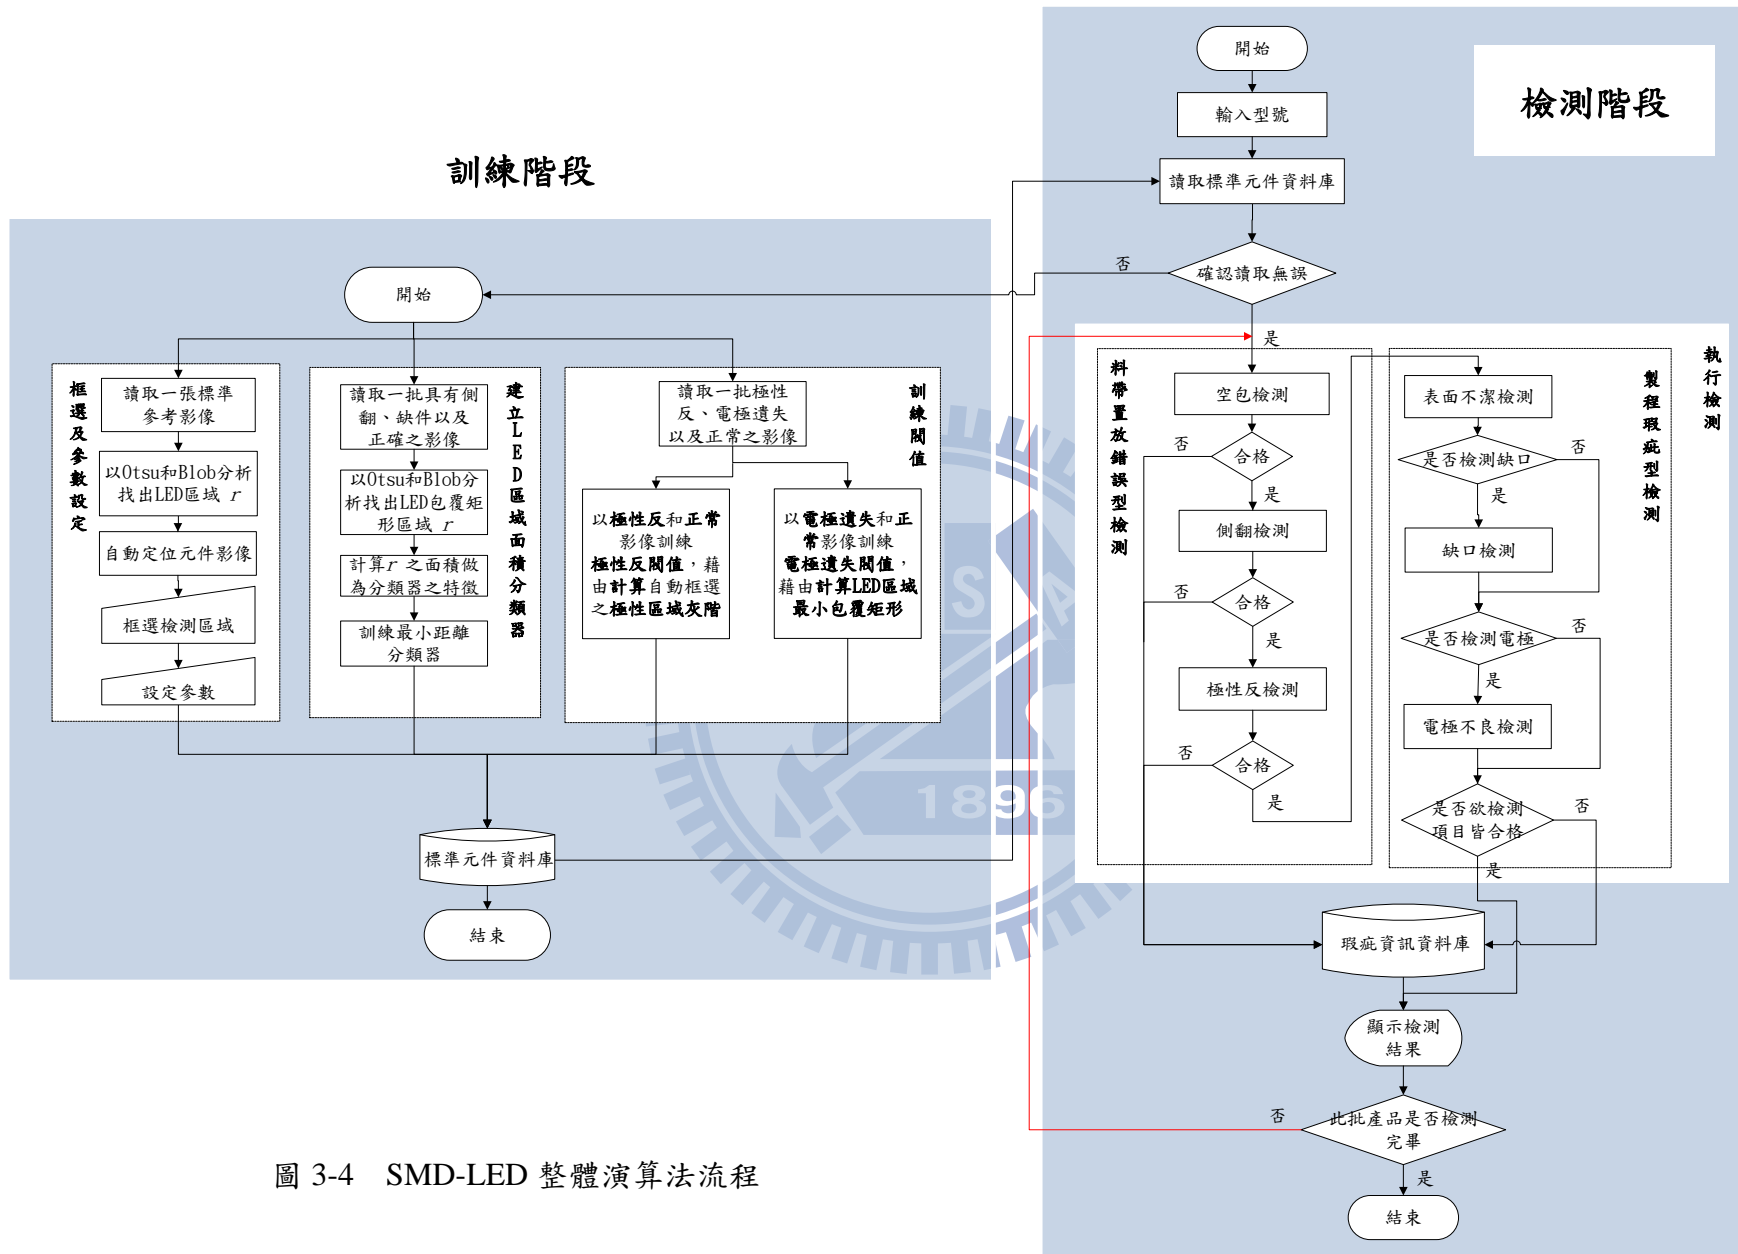 訓練階段
開始
框選及參數設定
讀取一張標準
參考影像
以Otsu和Blob分析
找出LED區域 r
自動定位元件影像
框選檢測區域
設定參數
建立LED區域面積分類器
讀取一批具有側
翻、缺件以及
正確之影像
以Otsu和Blob分
析找出LED包覆矩
形區域 r
計算r 之面積做
為分類器之特徵
訓練最小距離
分類器
訓練閥值
讀取一批極性
反、電極遺失
以及正常之影像
以極性反和正常
影像訓練
極性反閥值，藉
由計算自動框選
之極性區域灰階
以電極遺失和正
常影像訓練
電極遺失閥值，
藉由計算LED區域
最小包覆矩形
標準元件資料庫
結束
檢測階段
開始
輸入型號
讀取標準元件資料庫
確認讀取無誤
否
是
執行檢測
料帶置放錯誤型檢測
空包檢測
合格
否
是
側翻檢測
合格
否
是
極性反檢測
合格
否
是
製程瑕疵型檢測
表面不潔檢測
是否檢測缺口
否
是
缺口檢測
是否檢測電極
否
是
電極不良檢測
是否欲檢測
項目皆合格
否
是
瑕疵資訊資料庫
顯示檢測
結果
此批產品是否檢測
完畢
否
是
結束
1896
圖 3-4 SMD-LED 整體演算法流程